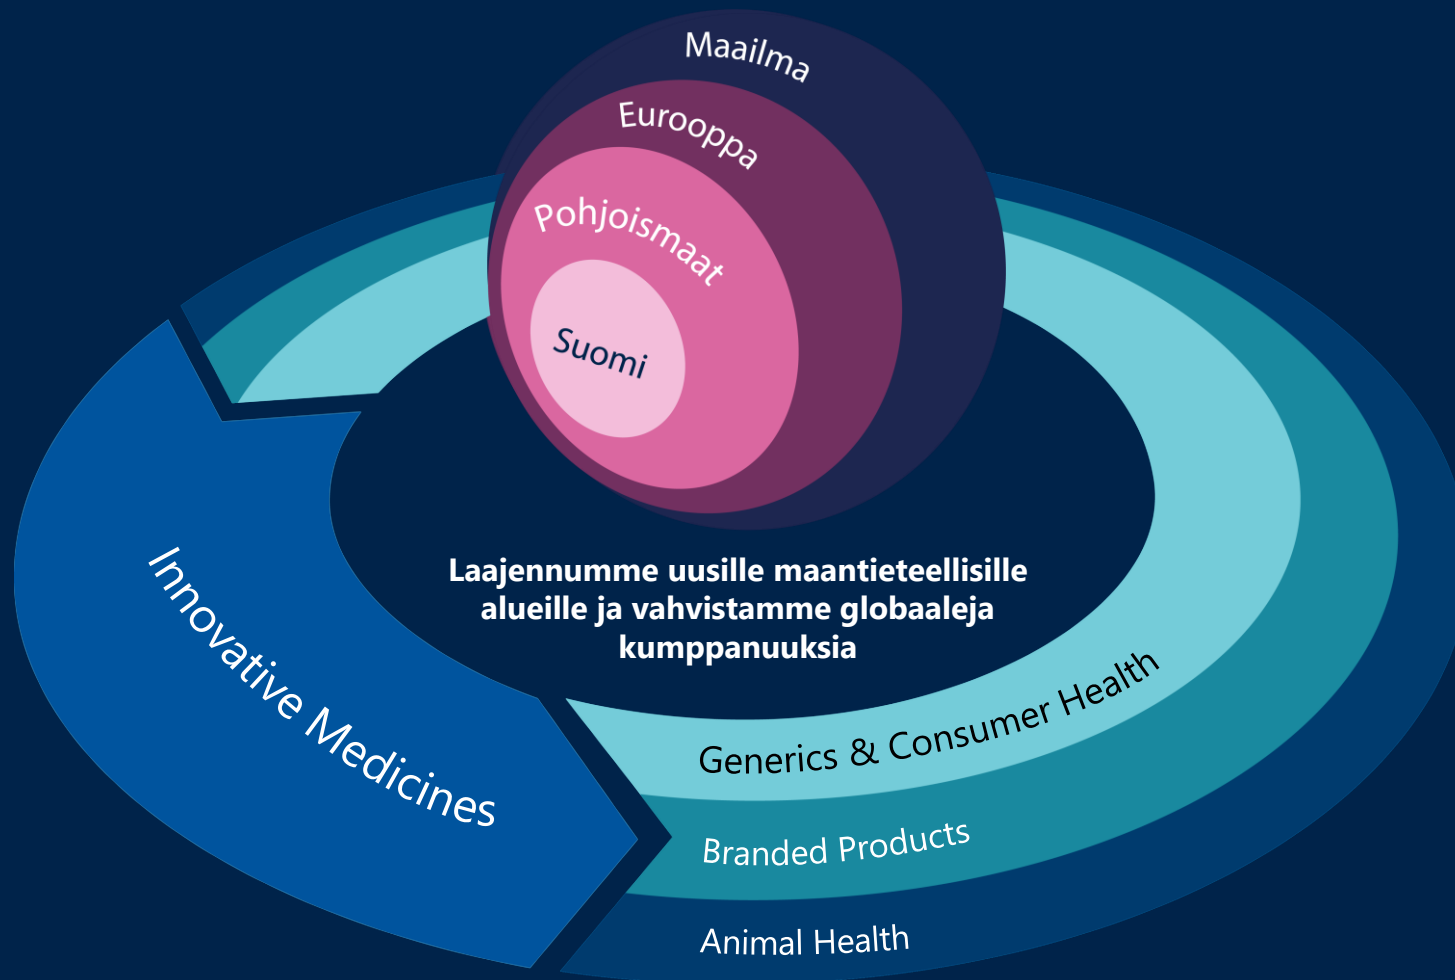 Maailma
Eurooppa
Pohjoismaat
Suomi
Laajennumme uusille maantieteellisille
alueille ja vahvistamme globaaleja
kumppanuuksia
Innovative Medicines
Generics & Consumer Health
Branded Products
Animal Health